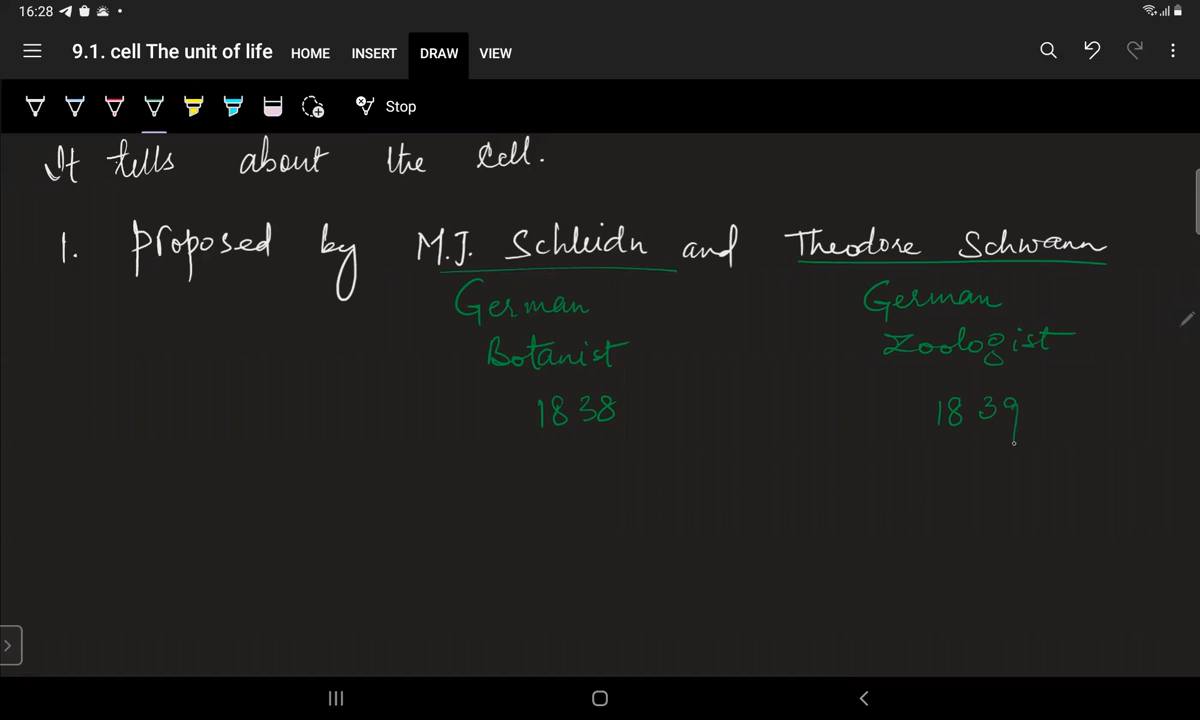 16:28
9.1. cell The unit of life HOME INSERT DRAW VIEW
Stop
It tells about the cell.
1. Proposed by M.J. Schleidn and Theodore Schwann
German German
Botanist Zoologist
1838 1839